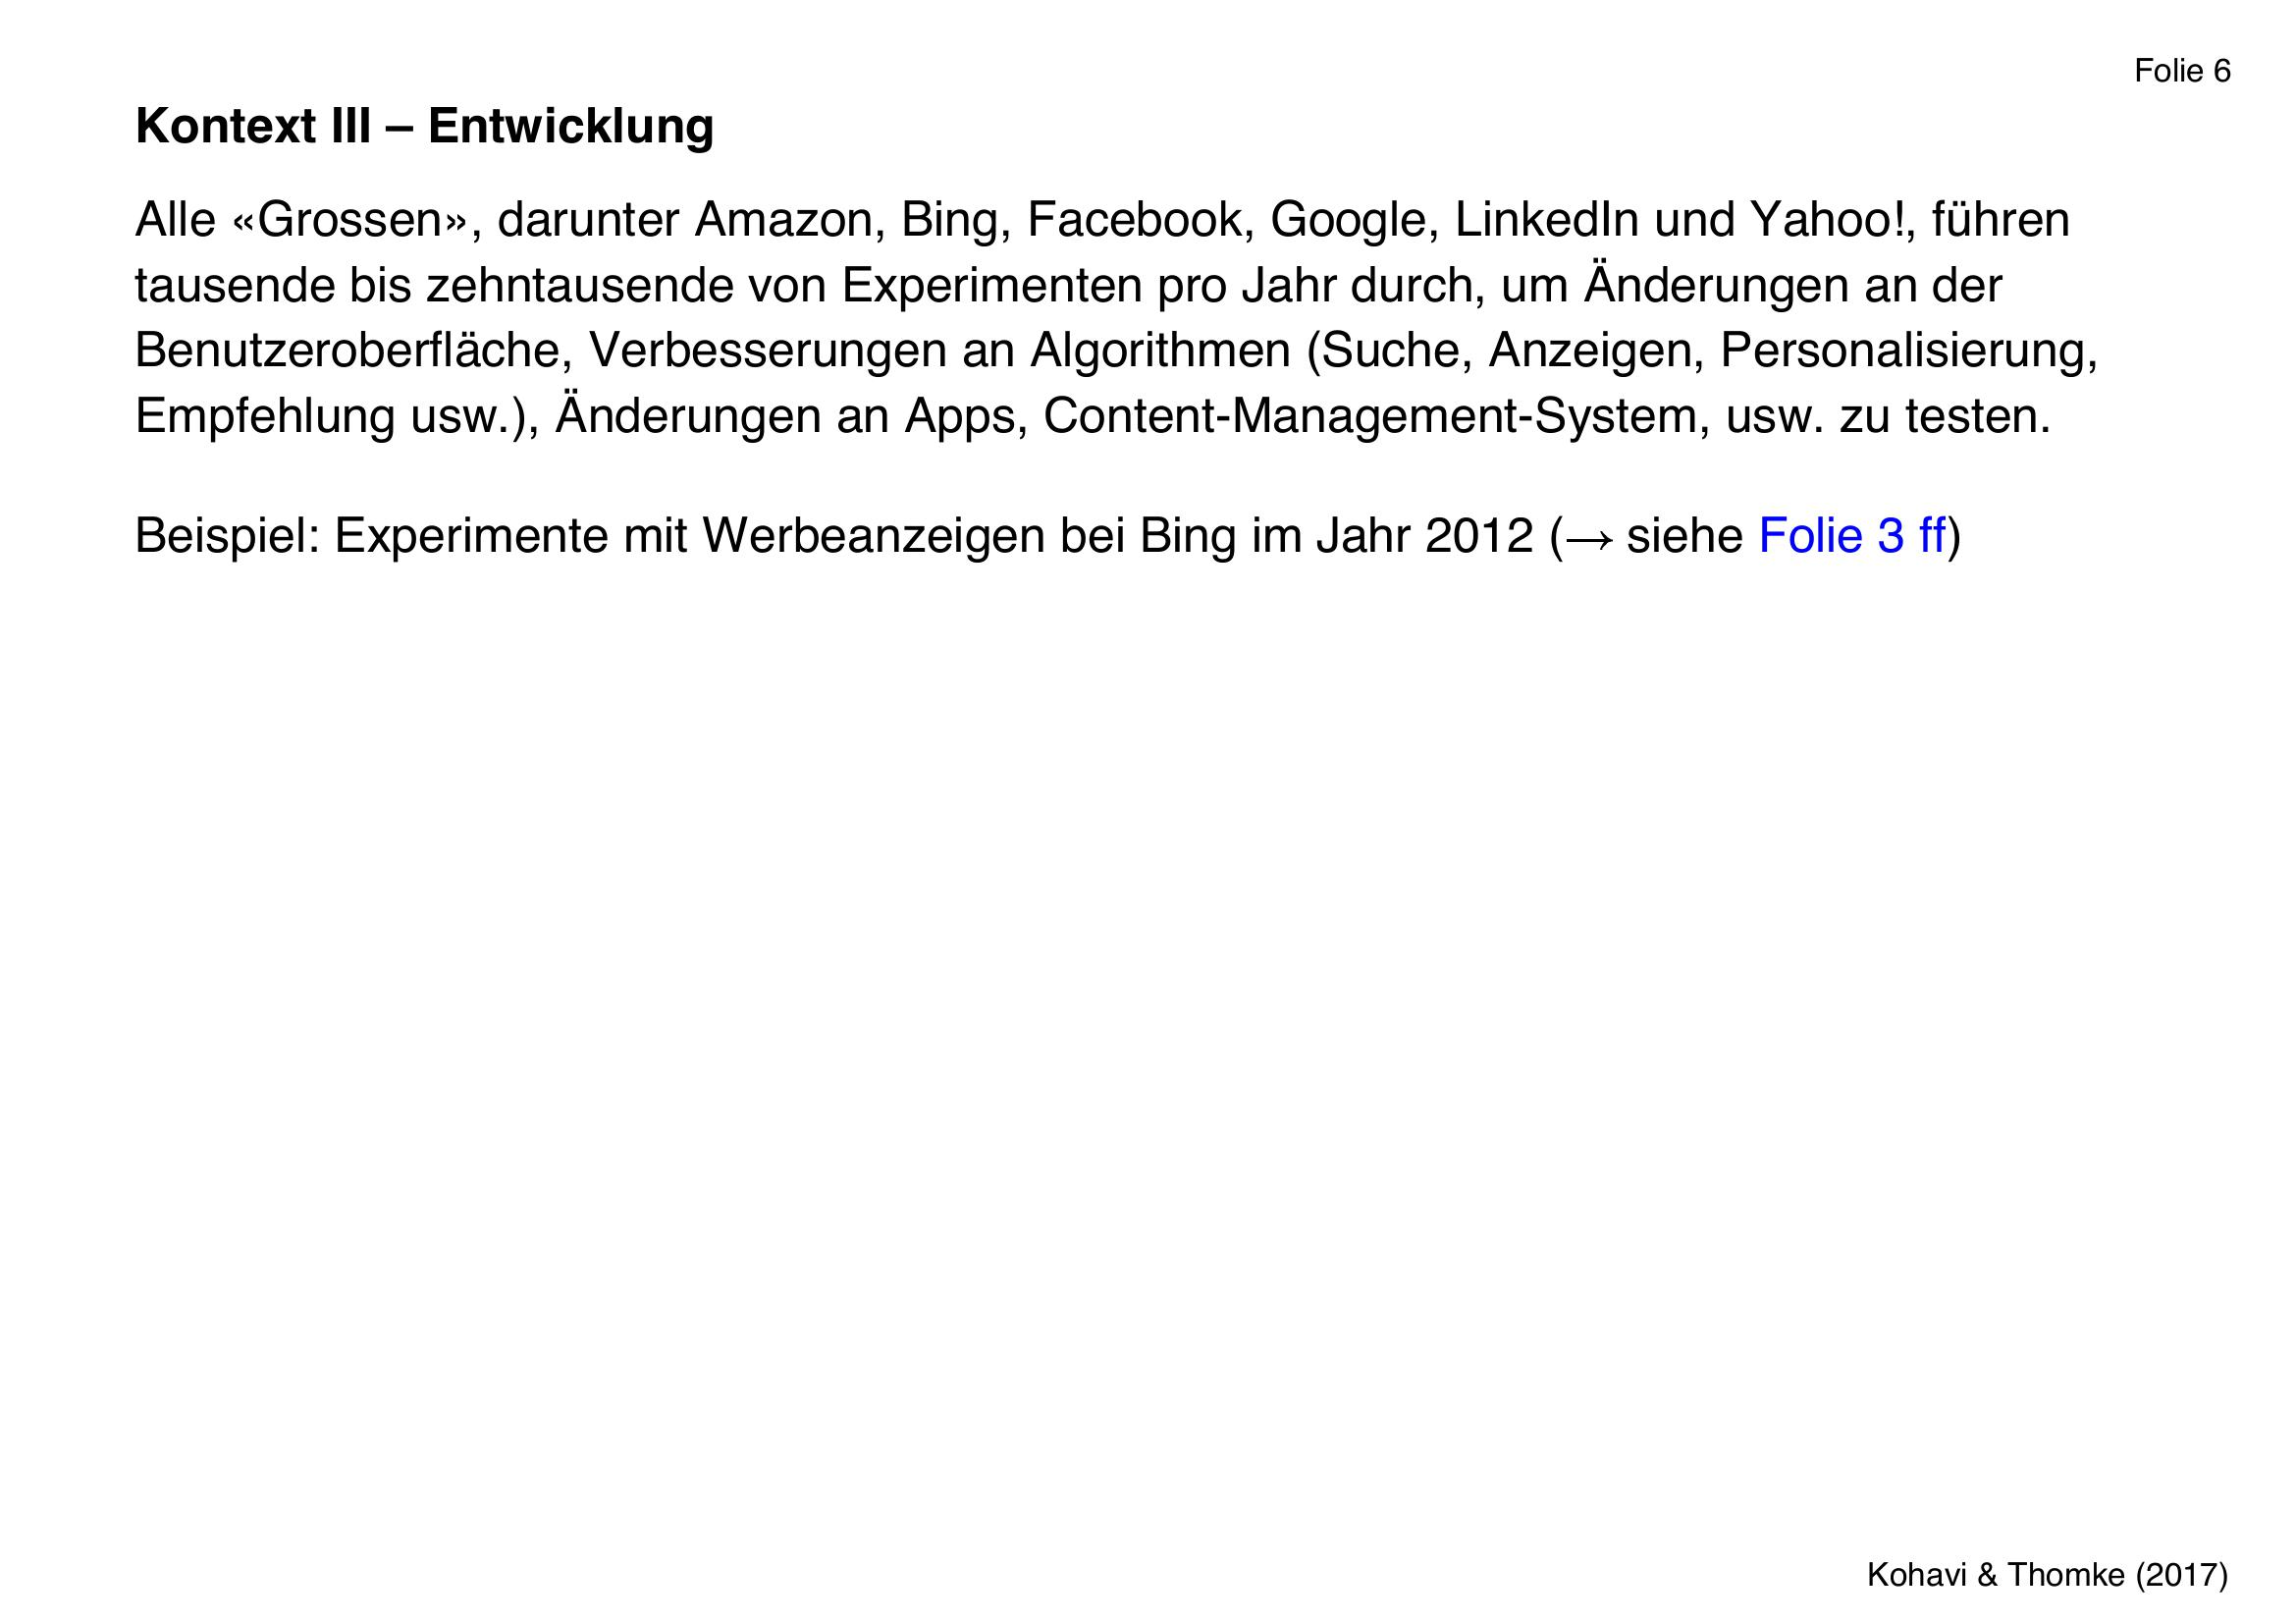 Folie 6
Kontext III – Entwicklung
Alle «Grossen», darunter Amazon, Bing, Facebook, Google, LinkedIn und Yahoo!, führen
tausende bis zehntausende von Experimenten pro Jahr durch, um Änderungen an der
Benutzeroberfläche, Verbesserungen an Algorithmen (Suche, Anzeigen, Personalisierung,
Empfehlung usw.), Änderungen an Apps, Content-Management-System, usw. zu testen.
Beispiel: Experimente mit Werbeanzeigen bei Bing im Jahr 2012 (→ siehe Folie 3 ff)
Kohavi & Thomke (2017)